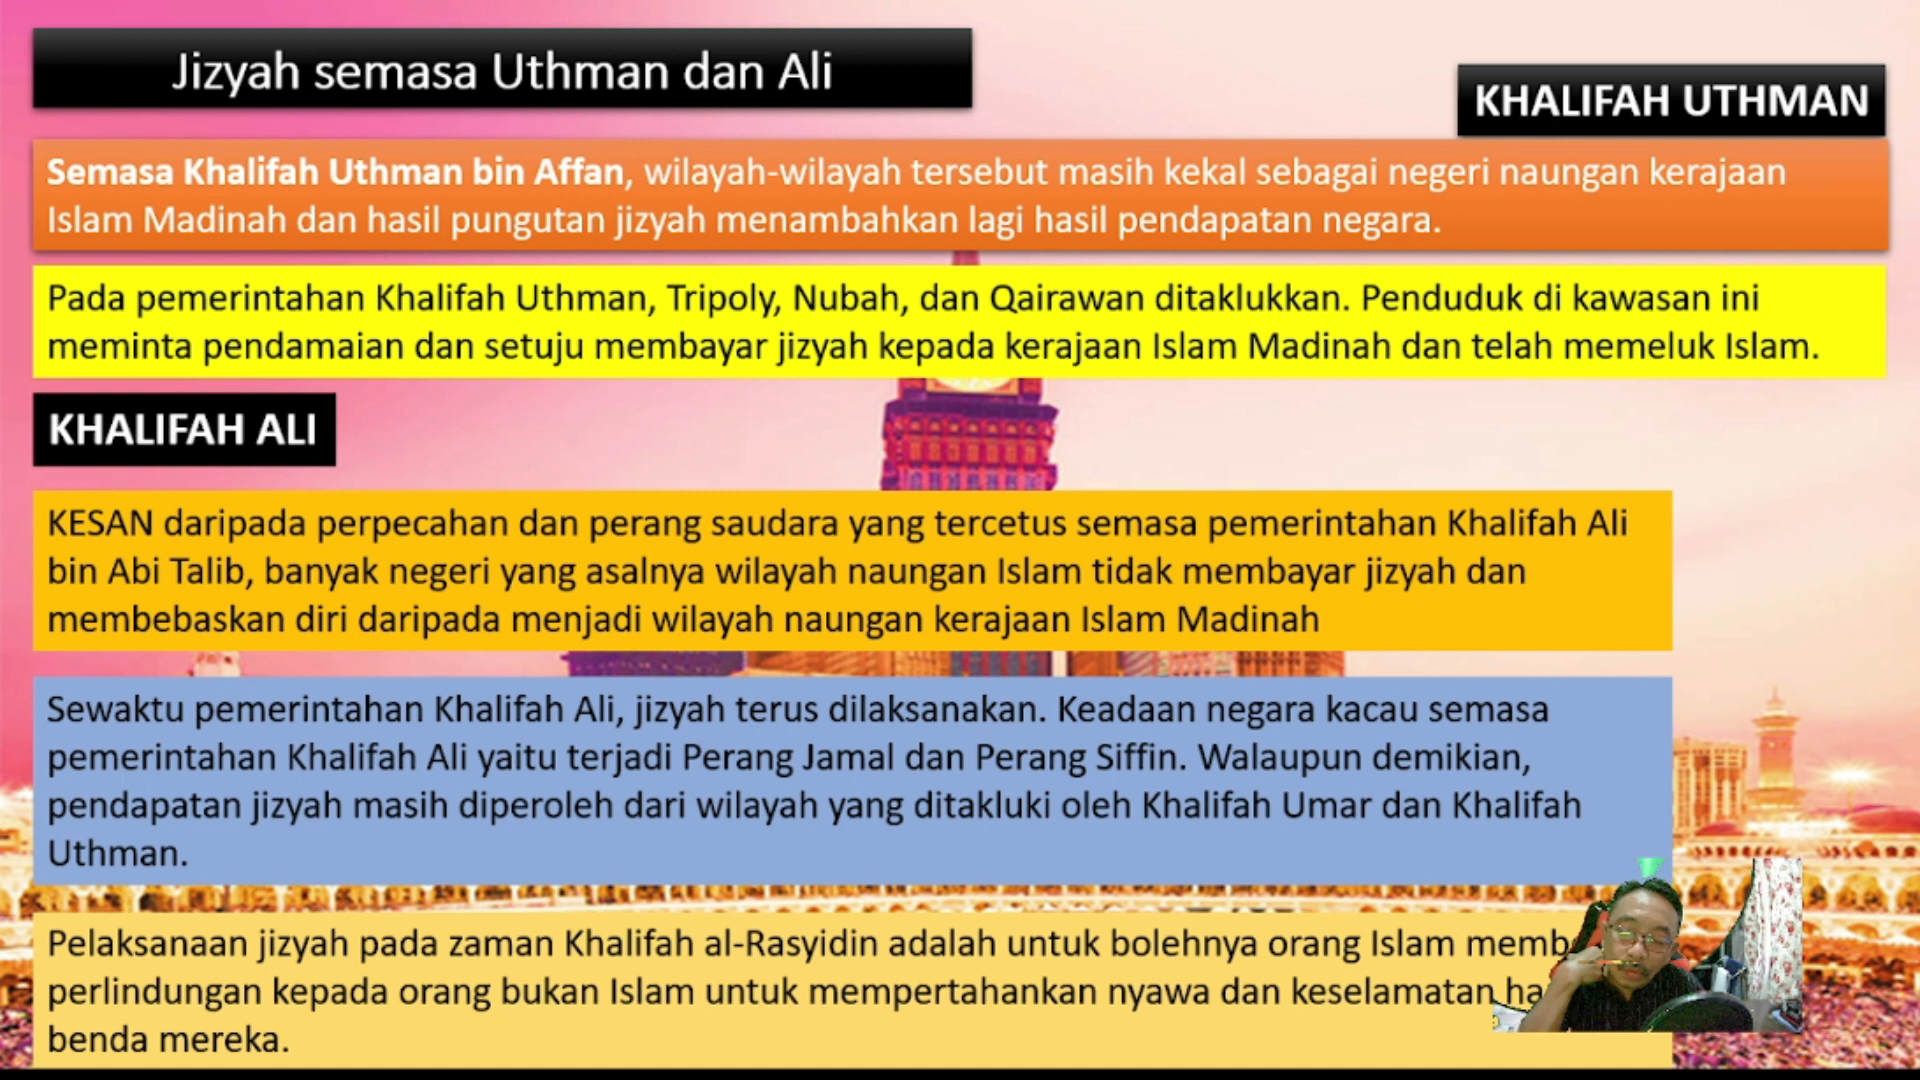 Jizyah semasa Uthman dan Ali
KHALIFAH UTHMAN
Semasa Khalifah Uthman bin Affan, wilayah-wilayah tersebut masih kekal sebagai negeri naungan kerajaan
Islam Madinah dan hasil pungutan jizyah menambahkan lagi hasil pendapatan negara.
Pada pemerintahan Khalifah Uthman, Tripoly, Nubah, dan Qairawan ditaklukkan. Penduduk di kawasan ini
meminta pendamaian dan setuju membayar jizyah kepada kerajaan Islam Madinah dan telah memeluk Islam.
KHALIFAH ALI
KESAN daripada perpecahan dan perang saudara yang tercetus semasa pemerintahan Khalifah Ali
bin Abi Talib, banyak negeri yang asalnya wilayah naungan Islam tidak membayar jizyah dan
membebaskan diri daripada menjadi wilayah naungan kerajaan Islam Madinah
Sewaktu pemerintahan Khalifah Ali, jizyah terus dilaksanakan. Keadaan negara kacau semasa
pemerintahan Khalifah Ali yaitu terjadi Perang Jamal dan Perang Siffin. Walaupun demikian,
pendapatan jizyah masih diperoleh dari wilayah yang ditakluki oleh Khalifah Umar dan Khalifah
Uthman.
Pelaksanaan jizyah pada zaman Khalifah al-Rasyidin adalah untuk bolehnya orang Islam
perlindungan kepada orang bukan Islam untuk mempertahankan nyawa dan keselamatan
benda mereka.